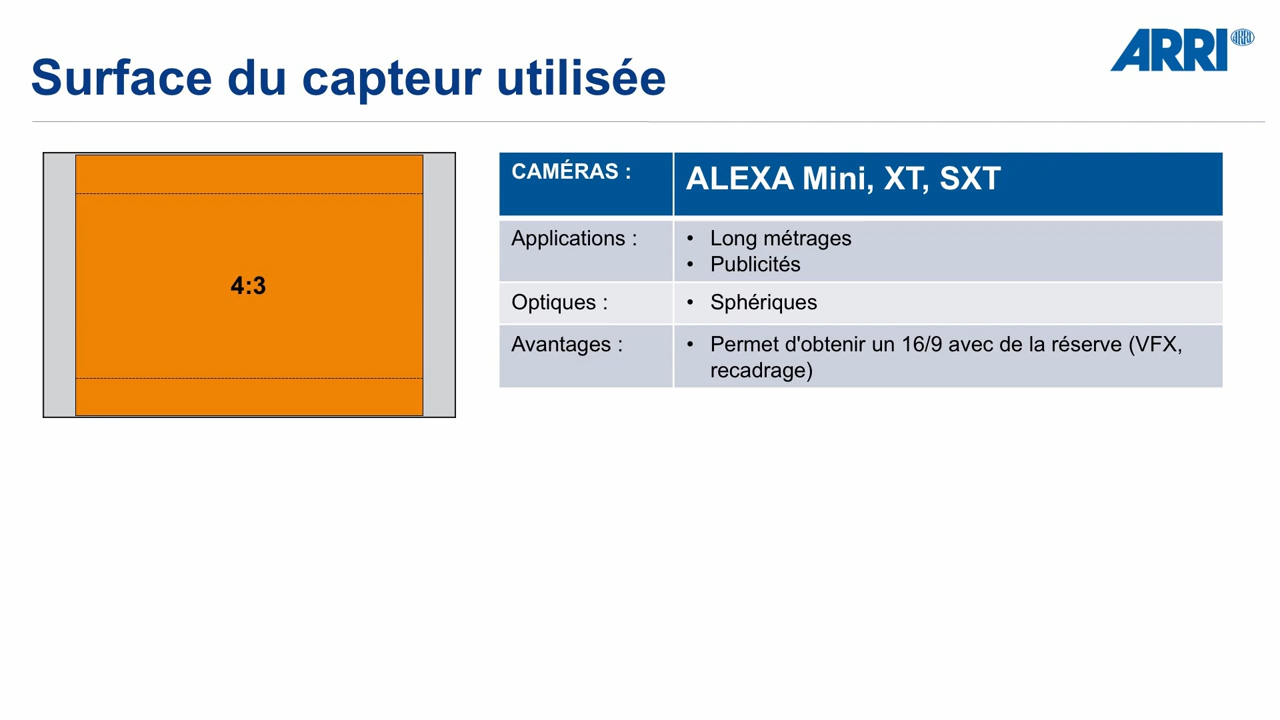 ARRI
ARRI
Surface du capteur utilisée
4:3
CAMÉRAS :
ALEXA Mini, XT, SXT
Applications :
• Long métrages
• Publicités
Optiques :
• Sphériques
Avantages :
• Permet d'obtenir un 16/9 avec de la réserve (VFX,
recadrage)